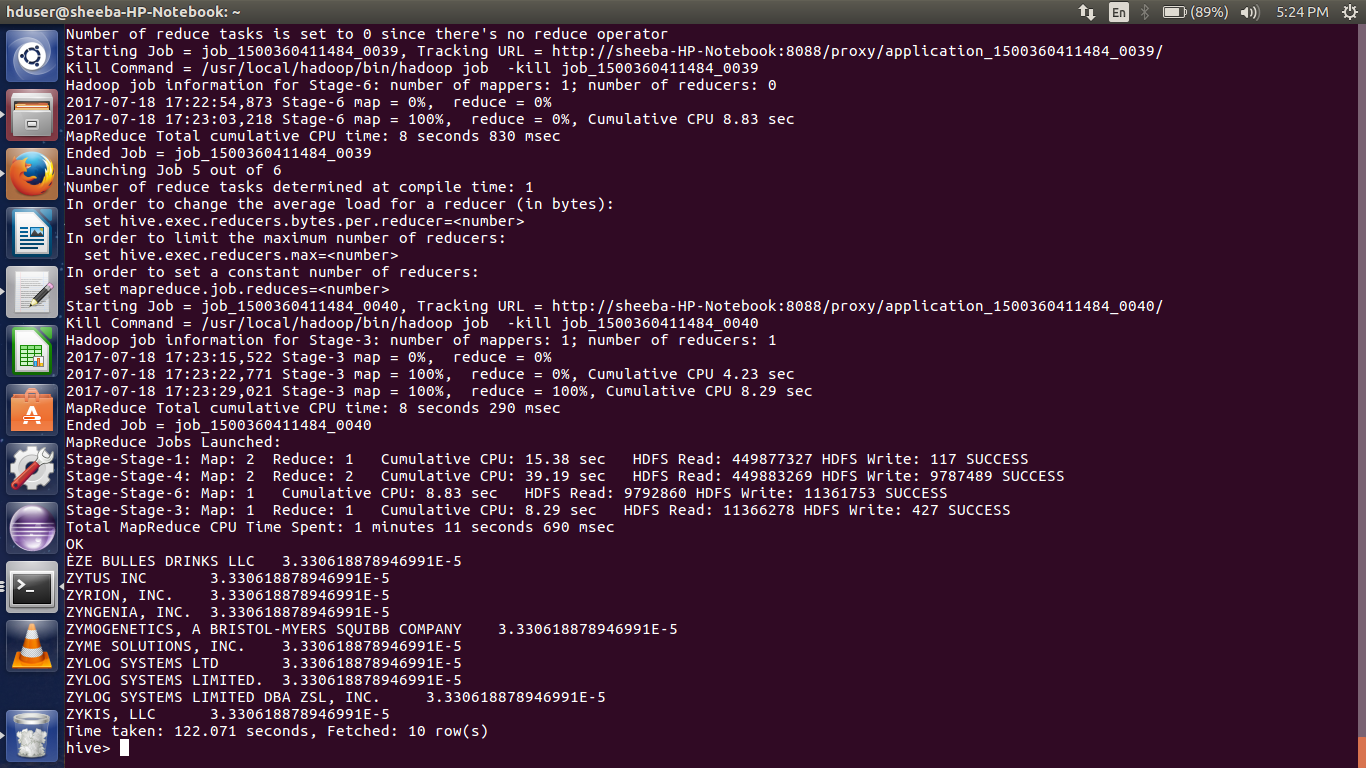 hduser@sheeba-HP-Notebook: ~ En (89%) 5:24 PM
Number of reduce tasks is set to 0 since there's no reduce operator
Starting Job = job_1500360411484_0039, Tracking URL = http://sheeba-HP-Notebook:8088/proxy/application_1500360411484_0039/
Kill Command = /usr/local/hadoop/bin/hadoop job  -kill job_1500360411484_0039
Hadoop job information for Stage-6: number of mappers: 1; number of reducers: 0
2017-07-18 17:22:54,873 Stage-6 map = 0%,  reduce = 0%
2017-07-18 17:23:03,218 Stage-6 map = 100%,  reduce = 0%, Cumulative CPU 8.83 sec
MapReduce Total cumulative CPU time: 8 seconds 830 msec
Ended Job = job_1500360411484_0039
Launching Job 5 out of 6
Number of reduce tasks determined at compile time: 1
In order to change the average load for a reducer (in bytes):
  set hive.exec.reducers.bytes.per.reducer=<number>
In order to limit the maximum number of reducers:
  set hive.exec.reducers.max=<number>
In order to set a constant number of reducers:
  set mapreduce.job.reduces=<number>
Starting Job = job_1500360411484_0040, Tracking URL = http://sheeba-HP-Notebook:8088/proxy/application_1500360411484_0040/
Kill Command = /usr/local/hadoop/bin/hadoop job  -kill job_1500360411484_0040
Hadoop job information for Stage-3: number of mappers: 1; number of reducers: 1
2017-07-18 17:23:15,522 Stage-3 map = 0%,  reduce = 0%
2017-07-18 17:23:22,771 Stage-3 map = 100%,  reduce = 0%, Cumulative CPU 4.23 sec
2017-07-18 17:23:29,021 Stage-3 map = 100%,  reduce = 100%, Cumulative CPU 8.29 sec
MapReduce Total cumulative CPU time: 8 seconds 290 msec
Ended Job = job_1500360411484_0040
MapReduce Jobs Launched:
Stage-Stage-1: Map: 2  Reduce: 1   Cumulative CPU: 15.38 sec   HDFS Read: 449877327 HDFS Write: 117 SUCCESS
Stage-Stage-4: Map: 2  Reduce: 2   Cumulative CPU: 39.19 sec   HDFS Read: 449883269 HDFS Write: 9787489 SUCCESS
Stage-Stage-6: Map: 1   Cumulative CPU: 8.83 sec   HDFS Read: 9792860 HDFS Write: 11361753 SUCCESS
Stage-Stage-3: Map: 1  Reduce: 1   Cumulative CPU: 8.29 sec   HDFS Read: 11366278 HDFS Write: 427 SUCCESS
Total MapReduce CPU Time Spent: 1 minutes 11 seconds 690 msec
OK
ÈZE BULLES DRINKS LLC   3.330618878946991E-5
ZYTUS INC       3.330618878946991E-5
ZYRION, INC.    3.330618878946991E-5
ZYNGENIA, INC.  3.330618878946991E-5
ZYMOGENETICS, A BRISTOL-MYERS SQUIBB COMPANY    3.330618878946991E-5
ZYME SOLUTIONS, INC.    3.330618878946991E-5
ZYLOG SYSTEMS LTD       3.330618878946991E-5
ZYLOG SYSTEMS LIMITED.  3.330618878946991E-5
ZYLOG SYSTEMS LIMITED DBA ZSL, INC.     3.330618878946991E-5
ZYKIS, LLC      3.330618878946991E-5
Time taken: 122.071 seconds, Fetched: 10 row(s)
hive>